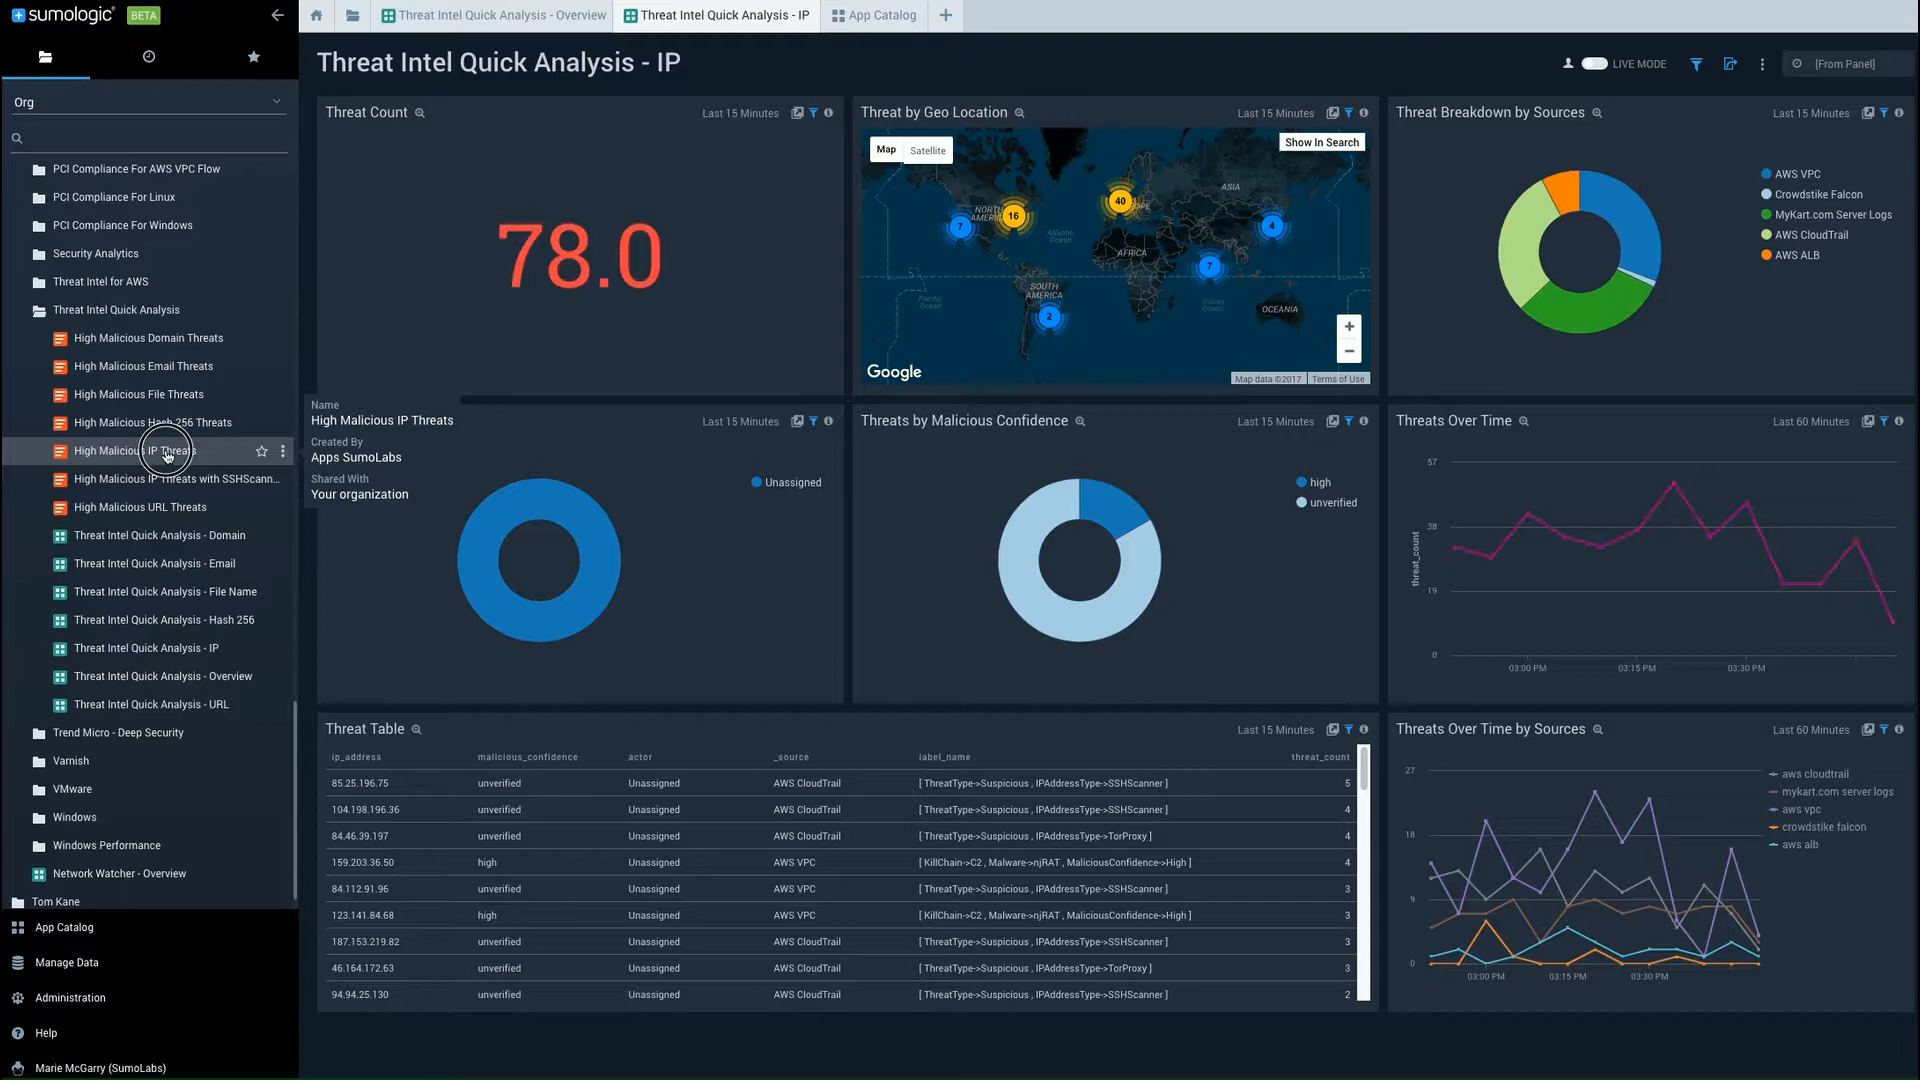 sumologic BETA
Org
PCI Compliance For AWS VPC Flow
PCI Compliance For Linux
PCI Compliance For Windows
Security Analytics
Threat Intel for AWS
Threat Intel Quick Analysis
High Malicious Domain Threats
High Malicious Email Threats
High Malicious File Threats
High Malicious Hash 256 Threats
High Malicious IP Threats
High Malicious IP Threats with SSHScann...
High Malicious URL Threats
Threat Intel Quick Analysis - Domain
Threat Intel Quick Analysis - Email
Threat Intel Quick Analysis - File Name
Threat Intel Quick Analysis - Hash 256
Threat Intel Quick Analysis - IP
Threat Intel Quick Analysis - Overview
Threat Intel Quick Analysis - URL
Trend Micro - Deep Security
Varnish
VMware
Windows
Windows Performance
Network Watcher - Overview
Tom Kane
App Catalog
Manage Data
Administration
Help
Marie McGarry (SumoLabs)
Threat Intel Quick Analysis - Overview
Threat Intel Quick Analysis - IP
App Catalog
Threat Intel Quick Analysis - IP
LIVE MODE
[From Panel]
Threat Count
Last 15 Minutes
78.0
Threat by Geo Location
Last 15 Minutes
Map
Satellite
Show In Search
ASIA
NORTH
AMERICA
Atlantic
Ocean
AFRICA
SOUTH
AMERICA
Pacific
Ocean
Indian
Ocean
OCEANIA
7
16
40
4
7
2
+
−
Google
Map data ©2017
Terms of Use
Threat Breakdown by Sources
Last 15 Minutes
AWS VPC
Crowdstike Falcon
MyKart.com Server Logs
AWS CloudTrail
AWS ALB
Name
High Malicious IP Threats
Created By
Apps SumoLabs
Shared With
Your organization
Last 15 Minutes
Unassigned
Threats by Malicious Confidence
Last 15 Minutes
high
unverified
Threats Over Time
Last 60 Minutes
57
38
19
0
threat_count
03:00 PM
03:15 PM
03:30 PM
Threat Table
Last 15 Minutes
ip_address malicious_confidence actor _source label_name threat_count
85.25.196.75 unverified Unassigned AWS CloudTrail [ ThreatType->Suspicious , IPAddressType->SSHScanner ] 5
104.198.196.36 unverified Unassigned AWS CloudTrail [ ThreatType->Suspicious , IPAddressType->SSHScanner ] 4
84.46.39.197 unverified Unassigned AWS CloudTrail [ ThreatType->Suspicious , IPAddressType->TorProxy ] 4
159.203.36.50 high Unassigned AWS VPC [ KillChain->C2 , Malware->njRAT , MaliciousConfidence->High ] 4
84.112.91.96 unverified Unassigned AWS VPC [ ThreatType->Suspicious , IPAddressType->SSHScanner ] 3
123.141.84.68 high Unassigned AWS VPC [ KillChain->C2 , Malware->njRAT , MaliciousConfidence->High ] 3
187.153.219.82 unverified Unassigned AWS CloudTrail [ ThreatType->Suspicious , IPAddressType->SSHScanner ] 3
46.164.172.63 unverified Unassigned AWS CloudTrail [ ThreatType->Suspicious , IPAddressType->TorProxy ] 3
94.94.25.130 unverified Unassigned AWS CloudTrail [ ThreatType->Suspicious , IPAddressType->SSHScanner ] 2
Threats Over Time by Sources
Last 60 Minutes
27
18
9
0
03:00 PM
03:15 PM
03:30 PM
aws cloudtrail
mykart.com server logs
aws vpc
crowdstike falcon
aws alb